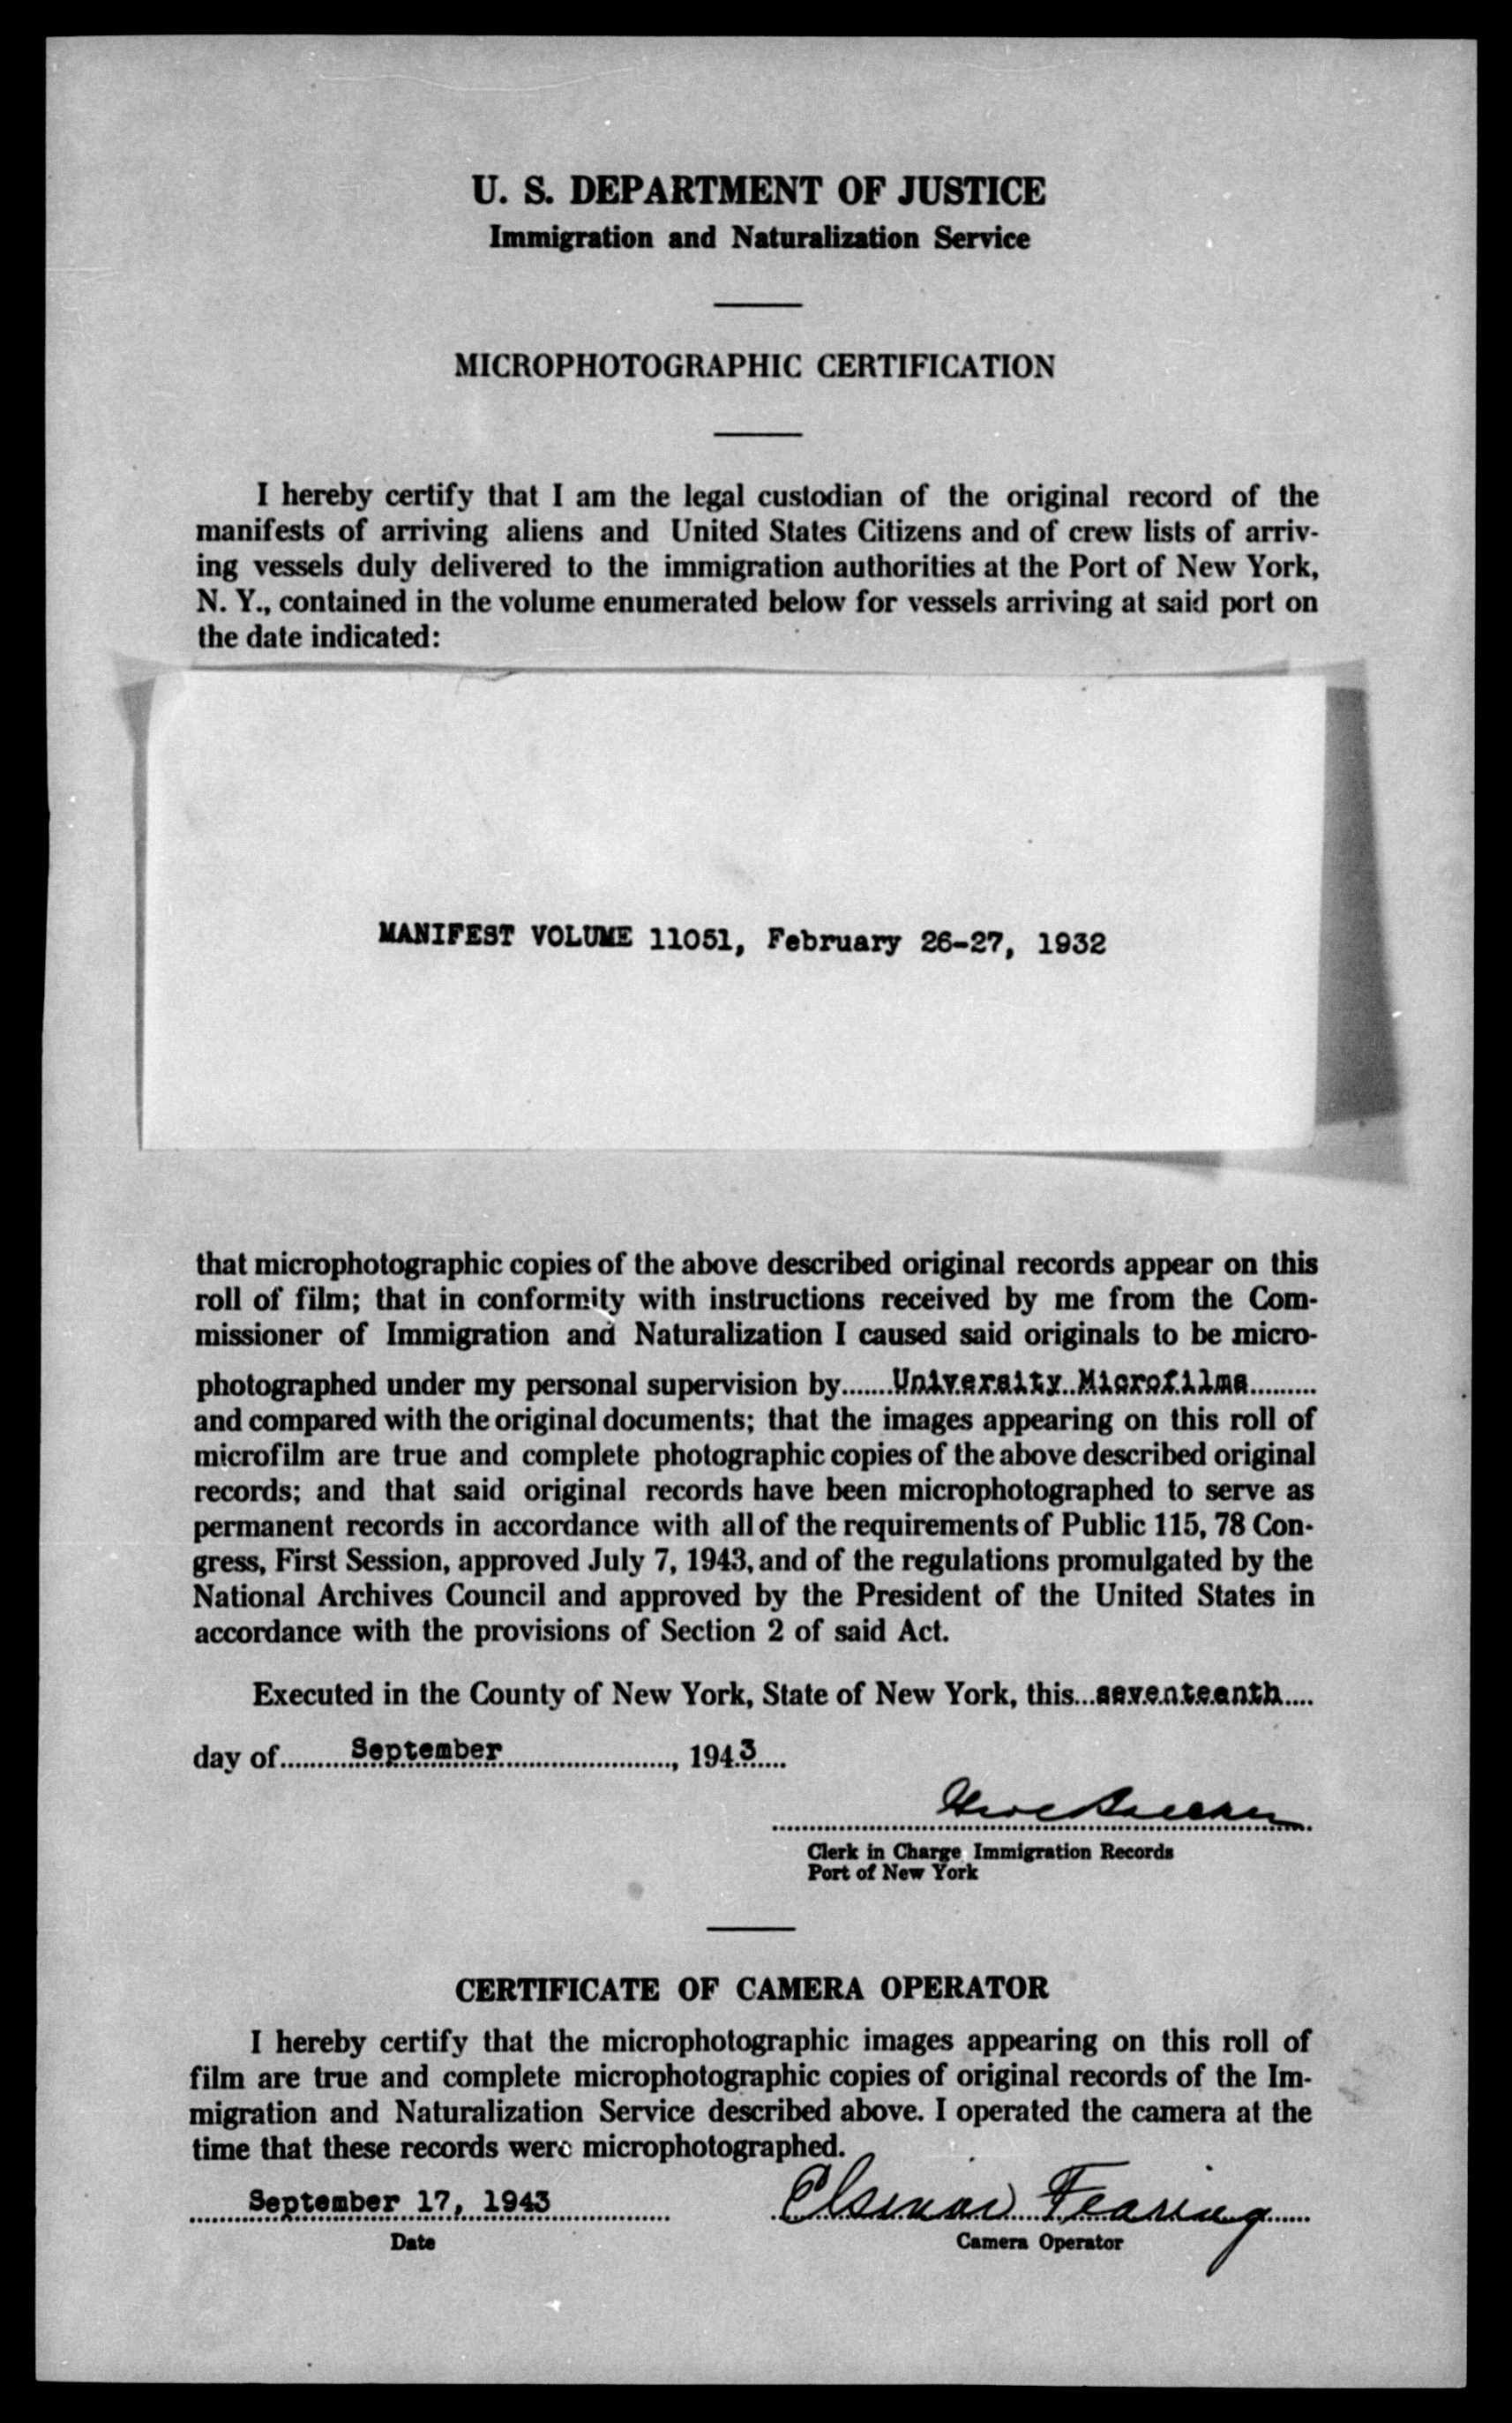 U. S. DEPARTMENT OF JUSTICE
Immigration and Naturalization Service
MICROPHOTOGRAPHIC CERTIFICATION
I hereby certify that I am the legal custodian of the original record of the
manifests of arriving aliens and United States Citizens and of crew lists of arriv-
ing vessels duly delivered to the immigration authorities at the Port of New York,
N. Y., contained in the volume enumerated below for vessels arriving at said port on
the date indicated:
MANIFEST VOLUME 11051, February 26-27, 1932
that microphotographic copies of the above described original records appear on this
roll of film; that in conformity with instructions received by me from the Com-
missioner of Immigration and Naturalization I caused said originals to be micro-
photographed under my personal supervision by University Microfilms
and compared with the original documents; that the images appearing on this roll of
microfilm are true and complete photographic copies of the above described original
records; and that said original records have been microphotographed to serve as
permanent records in accordance with all of the requirements of Public 115, 78 Con-
gress, First Session, approved July 7, 1943, and of the regulations promulgated by the
National Archives Council and approved by the President of the United States in
accordance with the provisions of Section 2 of said Act.
Executed in the County of New York, State of New York, this seventeenth
day of September, 1943
Clerk in Charge Immigration Records
Port of New York
CERTIFICATE OF CAMERA OPERATOR
I hereby certify that the microphotographic images appearing on this roll of
film are true and complete microphotographic copies of original records of the Im-
migration and Naturalization Service described above. I operated the camera at the
time that these records were microphotographed.
September 17, 1943 Fearing
Date Camera Operator